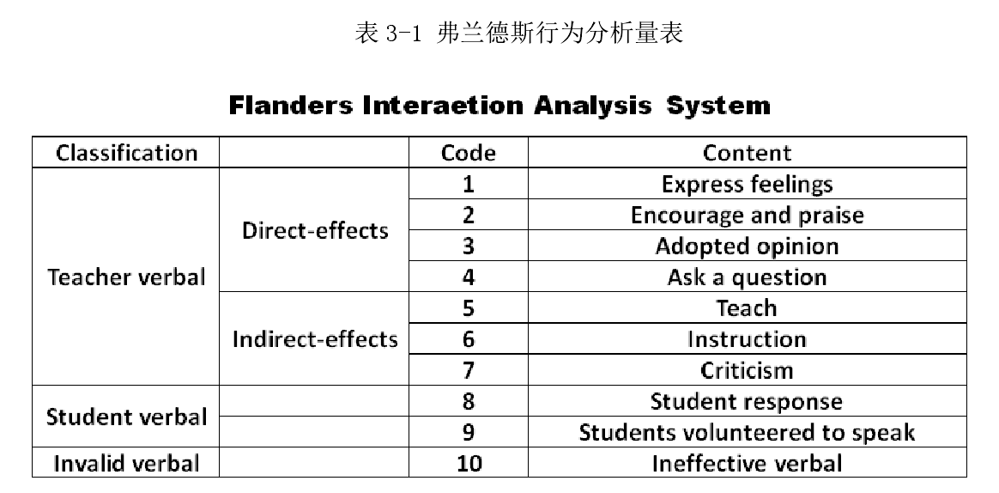 表 3-1 弗兰德斯行为分析量表
Flanders Interaetion Analysis System
Classification Code Content
Teacher verbal Direct-effects 1 Express feelings
2 Encourage and praise
3 Adopted opinion
4 Ask a question
Indirect-effects 5 Teach
6 Instruction
7 Criticism
Student verbal 8 Student response
9 Students volunteered to speak
Invalid verbal 10 Ineffective verbal